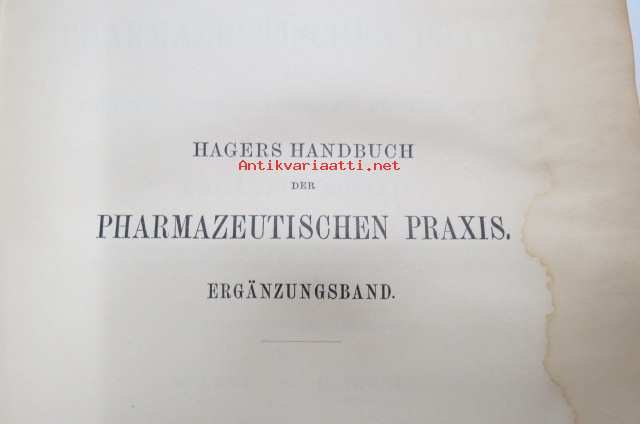 HAGERS HANDBUCH
Antikvariaatti.net
DER
PHARMAZEUTISCHEN PRAXIS.
ERGÄNZUNGSBAND.